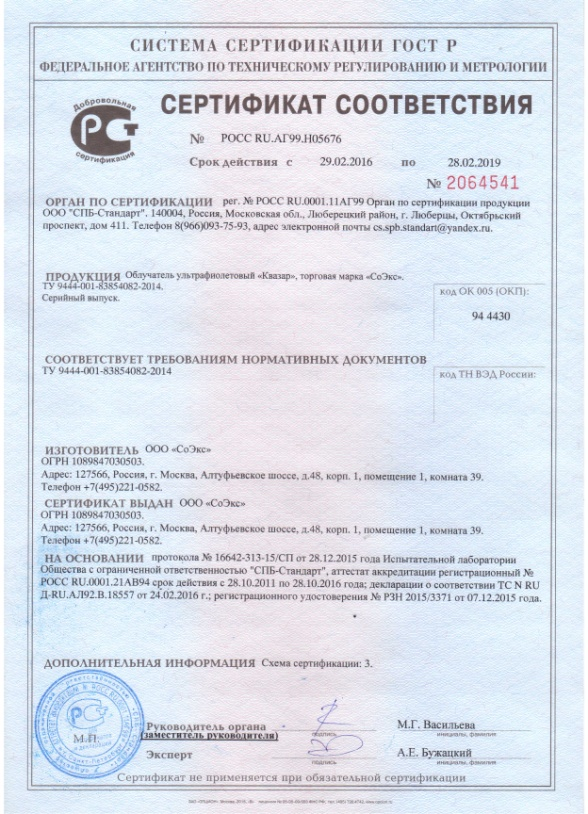 СИСТЕМА СЕРТИФИКАЦИИ ГОСТ Р
ФЕДЕРАЛЬНОЕ АГЕНТСТВО ПО ТЕХНИЧЕСКОМУ РЕГУЛИРОВАНИЮ И МЕТРОЛОГИИ
Добровольная
РСТ
сертификация
СЕРТИФИКАТ СООТВЕТСТВИЯ
№ РОСС RU.АГ99.Н05676
Срок действия с 29.02.2016 по 28.02.2019
№ 2064541
ОРГАН ПО СЕРТИФИКАЦИИ рег. № РОСС RU.0001.11АГ99 Орган по сертификации продукции
ООО "СПБ-Стандарт". 140004, Россия, Московская обл., Люберецкий район, г. Люберцы, Октябрьский
проспект, дом 411. Телефон 8(966)093-75-93, адрес электронной почты cs.spb.standart@yandex.ru.
ПРОДУКЦИЯ Облучатель ультрафиолетовый «Квазар», торговая марка «СоЭкс».
ТУ 9444-001-83854082-2014.
Серийный выпуск.
код ОК 005 (ОКП):
94 4430
СООТВЕТСТВУЕТ ТРЕБОВАНИЯМ НОРМАТИВНЫХ ДОКУМЕНТОВ
ТУ 9444-001-83854082-2014
код ТН ВЭД России:
ИЗГОТОВИТЕЛЬ ООО «СоЭкс»
ОГРН 1089847030503.
Адрес: 127566, Россия, г. Москва, Алтуфьевское шоссе, д.48, корп. 1, помещение 1, комната 39.
Телефон +7(495)221-0582.
СЕРТИФИКАТ ВЫДАН ООО «СоЭкс»
ОГРН 1089847030503.
Адрес: 127566, Россия, г. Москва, Алтуфьевское шоссе, д.48, корп. 1, помещение 1, комната 39.
Телефон +7(495)221-0582.
НА ОСНОВАНИИ протокола № 16642-313-15/СП от 28.12.2015 года Испытательной лаборатории
Общества с ограниченной ответственностью "СПБ-Стандарт", аттестат аккредитации регистрационный №
РОСС RU.0001.21АВ94 срок действия с 28.10.2011 по 28.10.2016 года; декларации о соответствии ТС N RU
Д-RU.АЛ92.В.18557 от 24.02.2016 г.; регистрационного удостоверения № РЗН 2015/3371 от 07.12.2015 года.
ДОПОЛНИТЕЛЬНАЯ ИНФОРМАЦИЯ Схема сертификации: 3.
М.П.
Руководитель органа
(заместитель руководителя)
подпись
М.Г. Васильева
инициалы, фамилия
Эксперт
подпись
А.Е. Бужацкий
инициалы, фамилия
Сертификат не применяется при обязательной сертификации